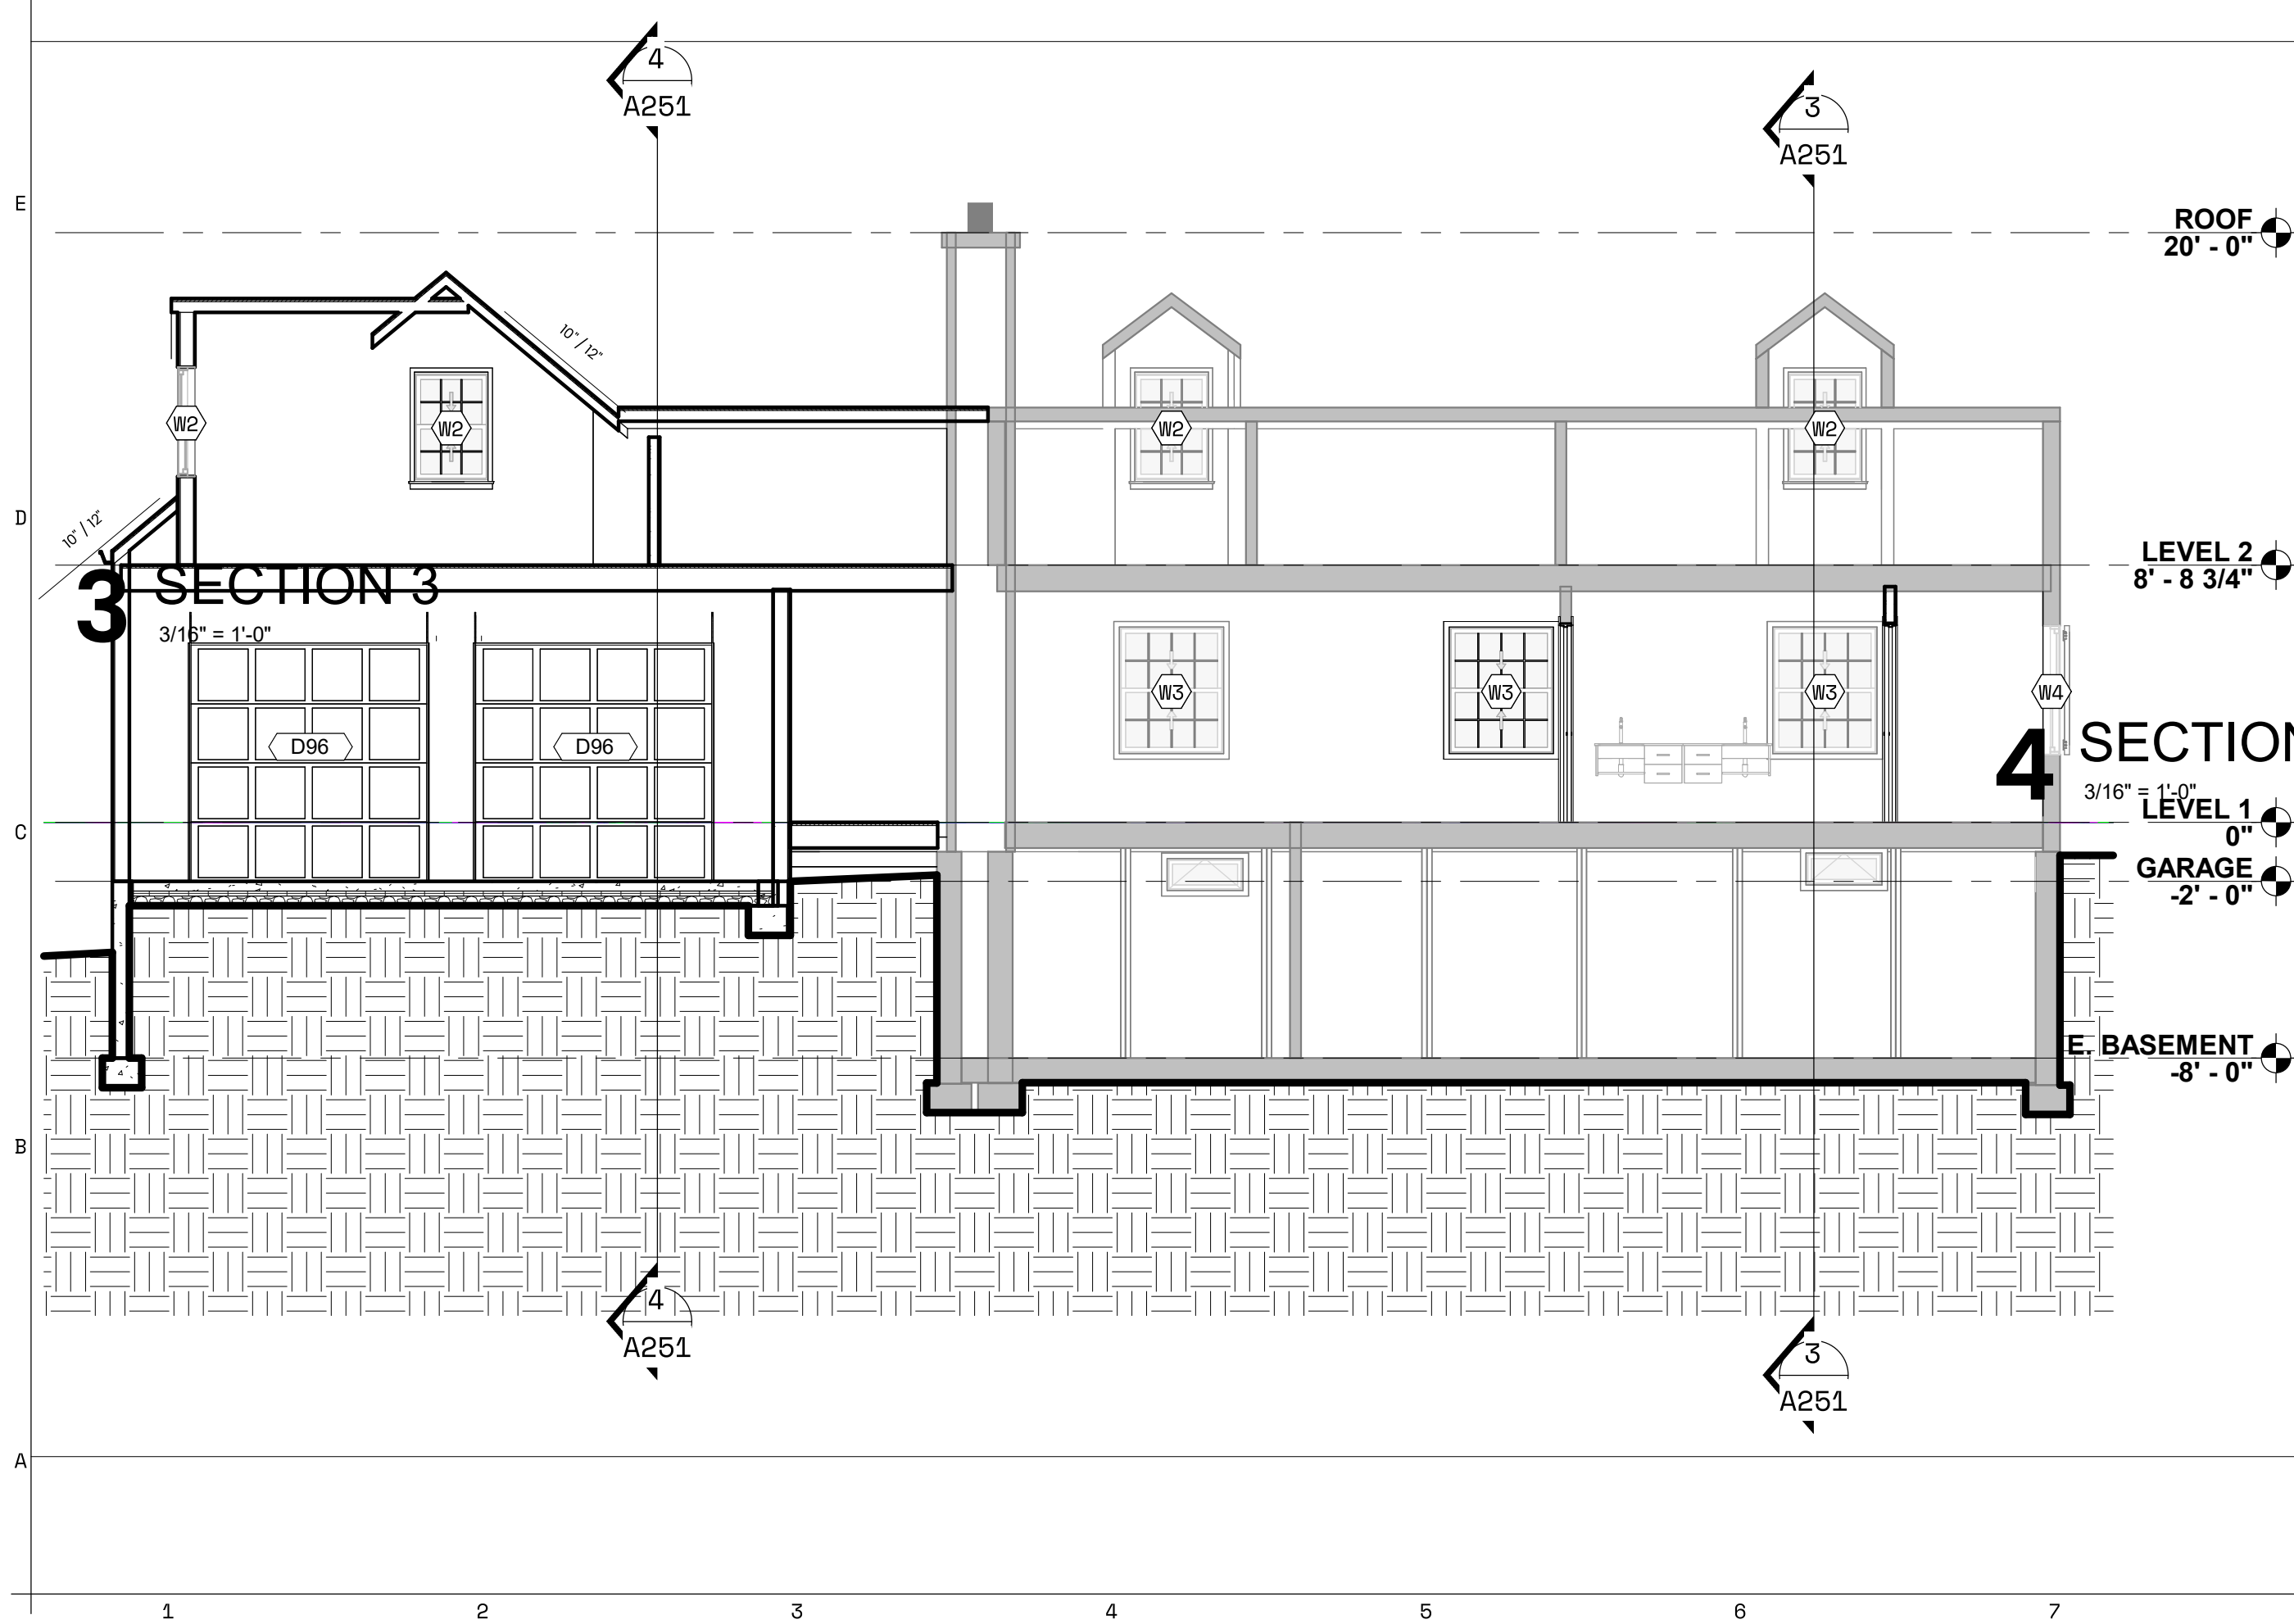 4
A251
3
A251
E
ROOF
20' - 0"
10" / 12"
W2
W2
W2
W2
D
10" / 12"
LEVEL 2
8' - 8 3/4"
3 SECTION 3
3/16" = 1'-0"
W3
W3
W3
W4
D96
D96
4 SECTION
3/16" = 1'-0"
LEVEL 1
0"
C
GARAGE
-2' - 0"
E. BASEMENT
-8' - 0"
B
4
A251
3
A251
A
1 2 3 4 5 6 7